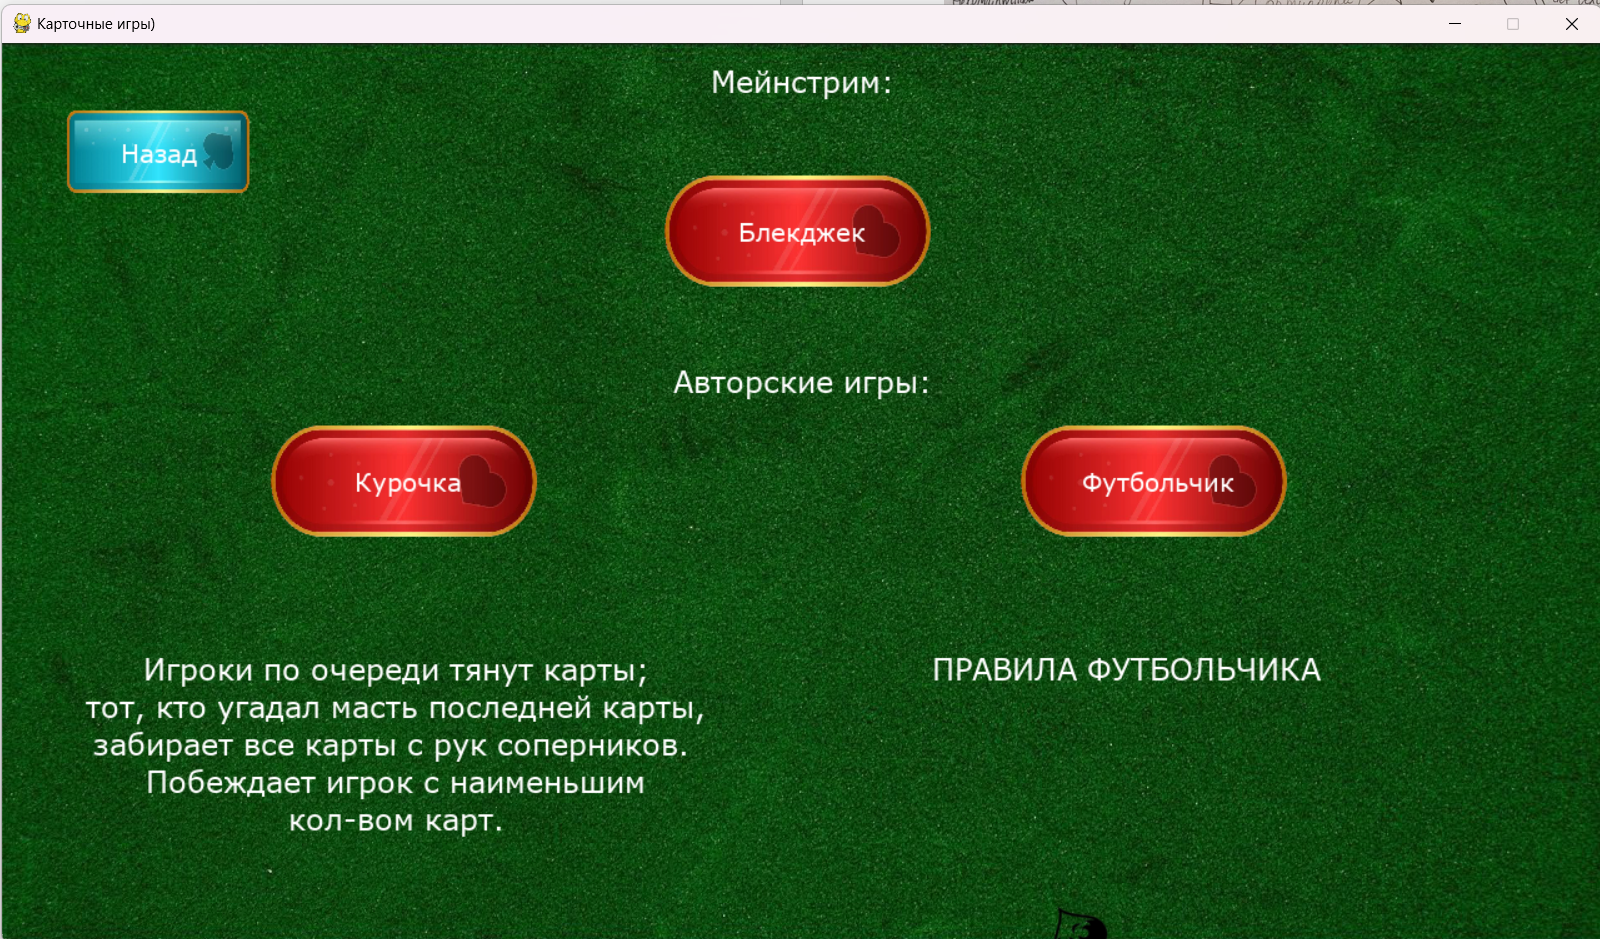 Карточные игры)
Мейнстрим:
Назад
Блекджек
Авторские игры:
Курочка
Футбольчик
Игроки по очереди тянут карты;
тот, кто угадал масть последней карты,
забирает все карты с рук соперников.
Побеждает игрок с наименьшим
кол-вом карт.
ПРАВИЛА ФУТБОЛЬЧИКА